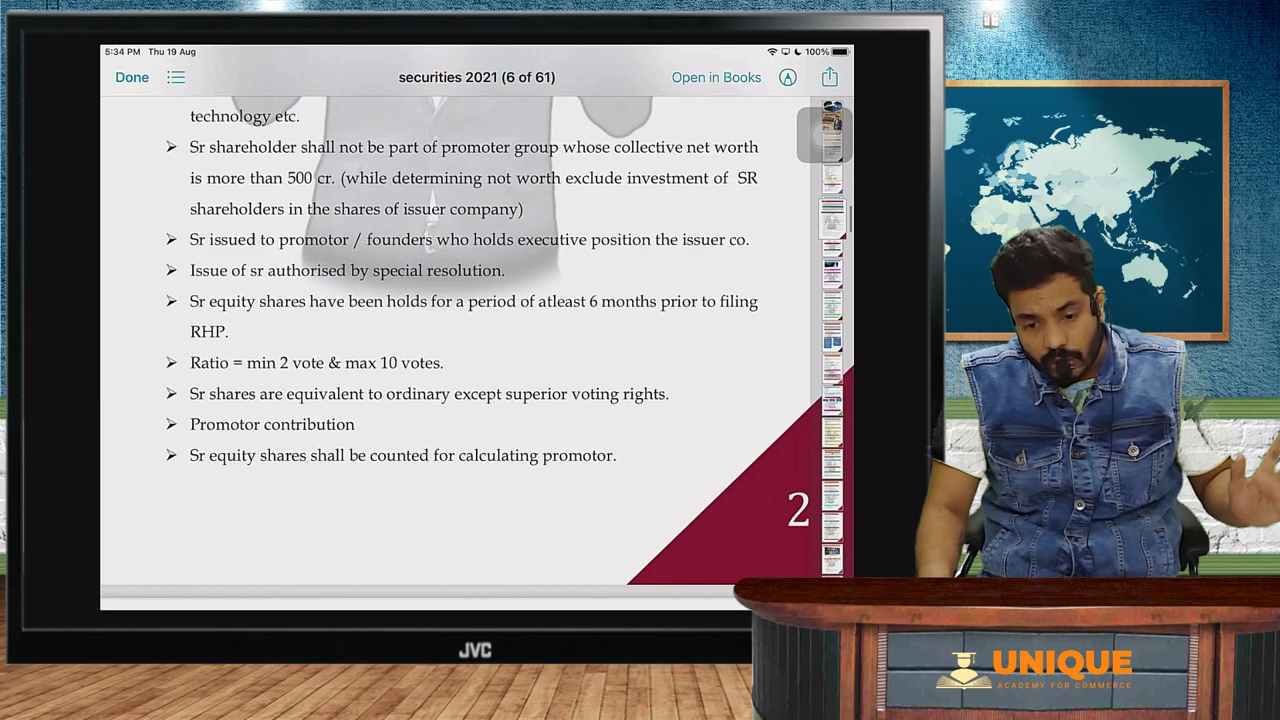 5:34 PM Thu 19 Aug
100%
Done
securities 2021 (6 of 61)
Open in Books
technology etc.
➤ Sr shareholder shall not be part of promoter group whose collective net worth
is more than 500 cr. (while determining not worth exclude investment of SR
shareholders in the shares of issuer company)
➤ Sr issued to promotor / founders who holds executive position the issuer co.
➤ Issue of sr authorised by special resolution.
➤ Sr equity shares have been holds for a period of atleast 6 months prior to filing
RHP.
➤ Ratio = min 2 vote & max 10 votes.
➤ Sr shares are equivalent to ordinary except superior voting rights.
➤ Promotor contribution
➤ Sr equity shares shall be counted for calculating promotor.
2
JVC
UNIQUE
ACADEMY FOR COMMERCE